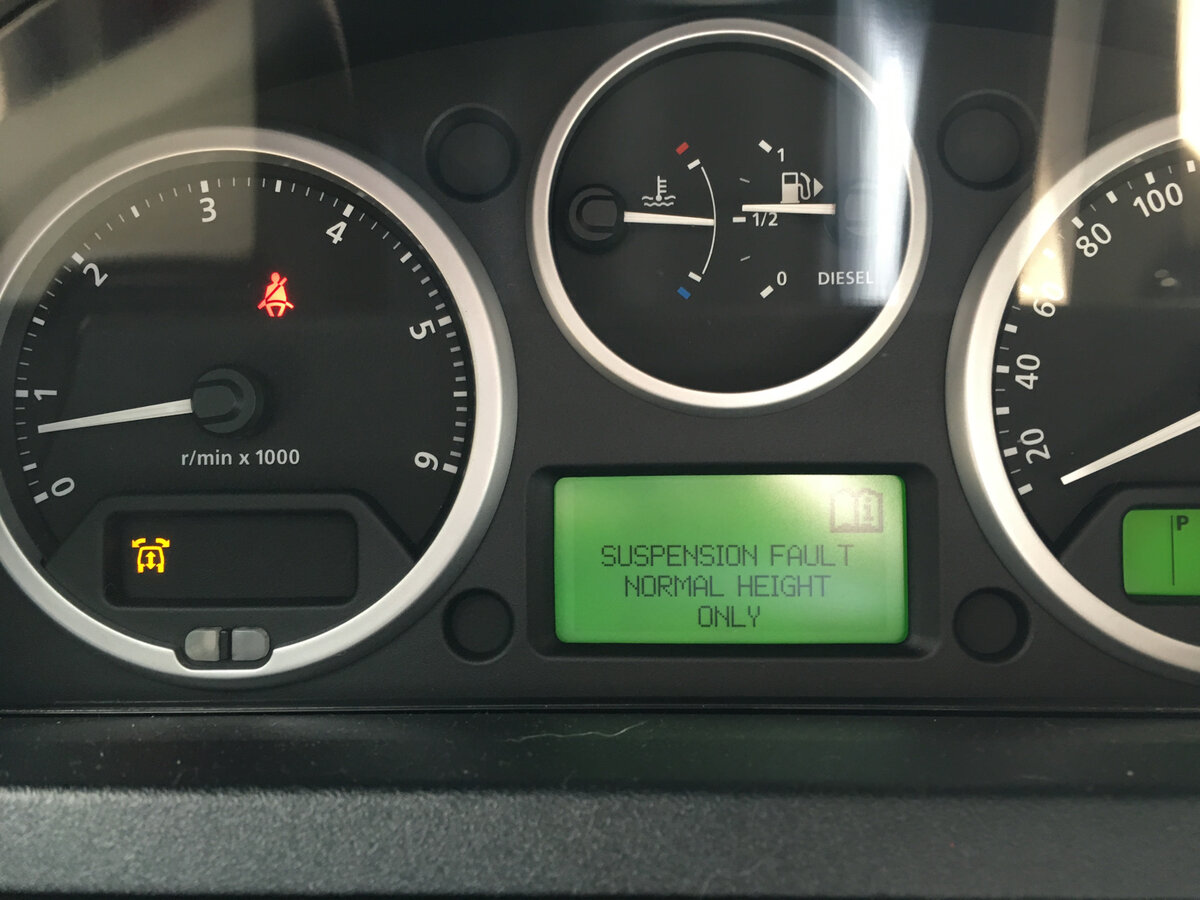 0
1
2
3
4
5
6
r/min x 1000
1
1/2
0
DIESEL
SUSPENSION FAULT
NORMAL HEIGHT
ONLY
20
40
60
80
100
P